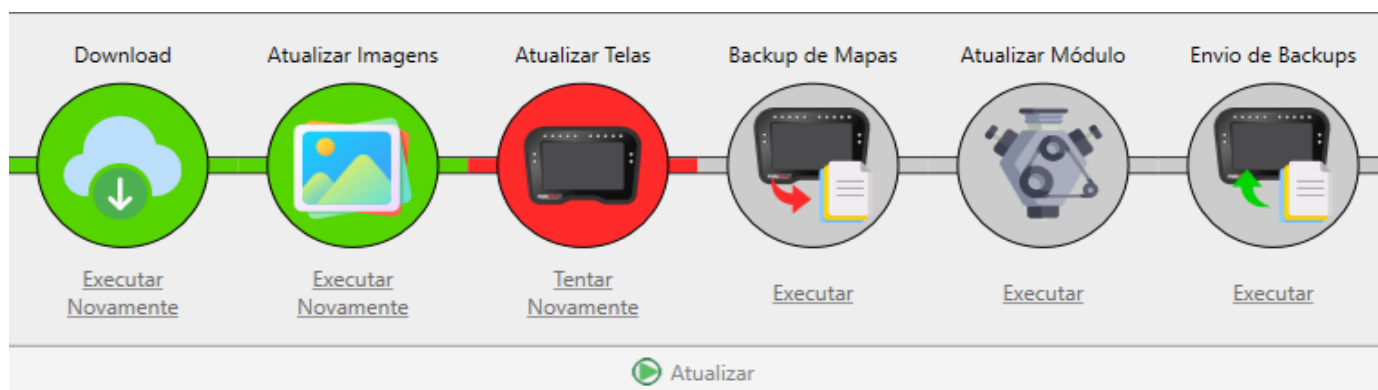 Download
Atualizar Imagens
Atualizar Telas
Backup de Mapas
Atualizar Módulo
Envio de Backups
Executar
Novamente
Executar
Novamente
Tentar
Novamente
Executar
Executar
Executar
Atualizar